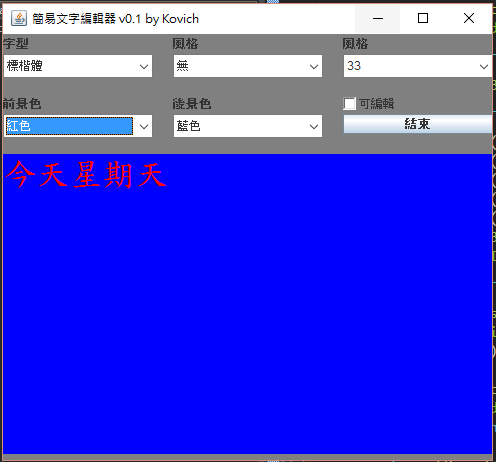 簡易文字編輯器 v0.1 by Kovich
字型 風格 風格
標楷體 無 33
前景色 後景色 可編輯
紅色 藍色 結束
今天星期天